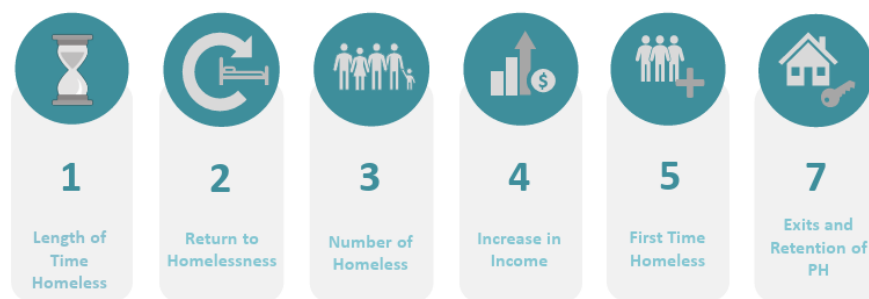 1
Length of
Time
Homeless
2
Return to
Homelessness
3
Number of
Homeless
$
4
Increase in
Income
5
First Time
Homeless
7
Exits and
Retention of
PH